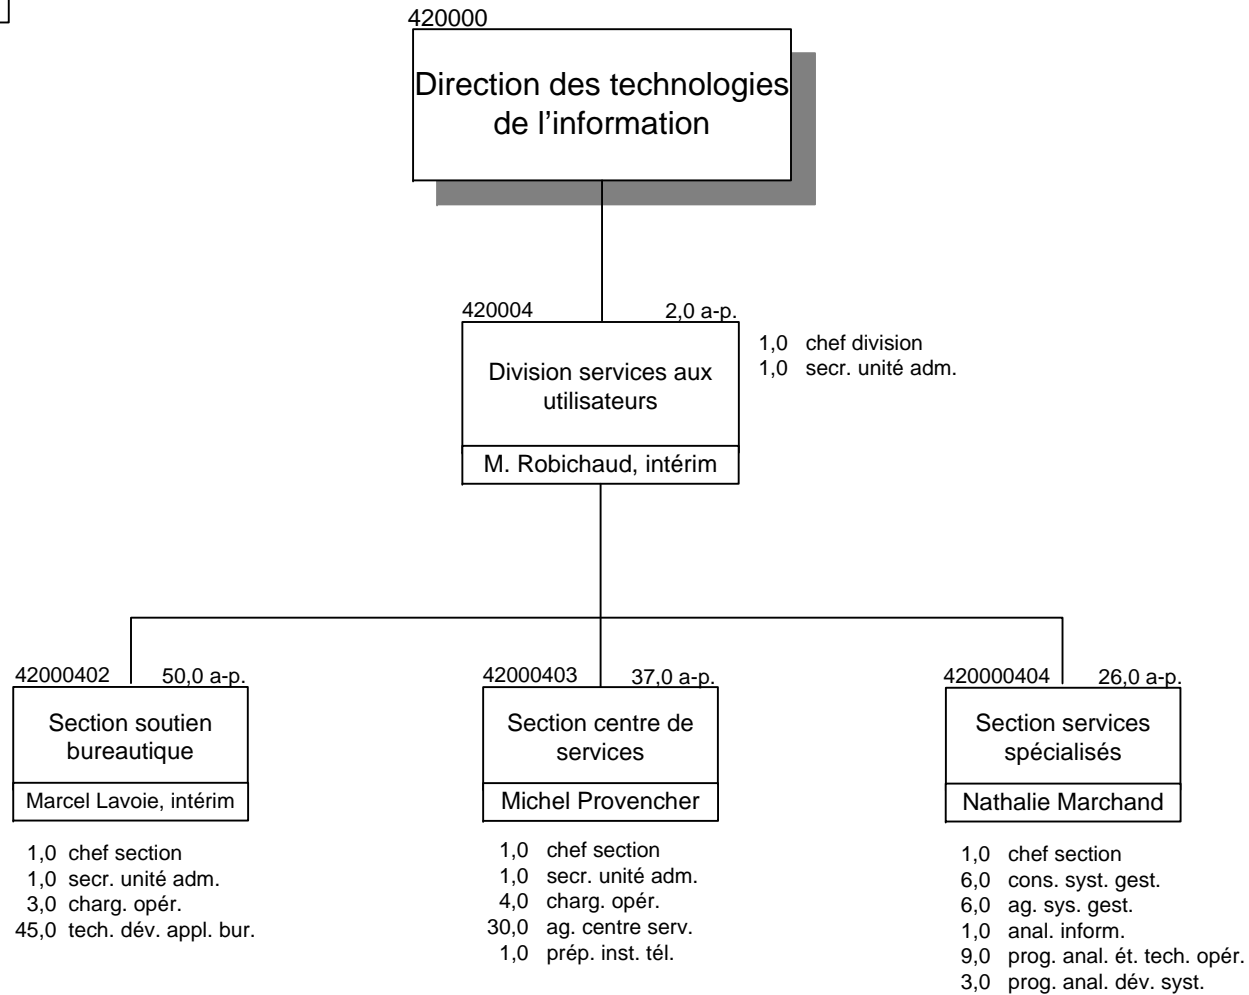 420000
Direction des technologies
de l'information
420004 2,0 a-p.
Division services aux
utilisateurs
M. Robichaud, intérim
1,0 chef division
1,0 secr. unité adm.
42000402 50,0 a-p.
Section soutien
bureautique
Marcel Lavoie, intérim
1,0 chef section
1,0 secr. unité adm.
3,0 charg. opér.
45,0 tech. dév. appl. bur.
42000403 37,0 a-p.
Section centre de
services
Michel Provencher
1,0 chef section
1,0 secr. unité adm.
4,0 charg. opér.
30,0 ag. centre serv.
1,0 prép. inst. tél.
420000404 26,0 a-p.
Section services
spécialisés
Nathalie Marchand
1,0 chef section
6,0 cons. syst. gest.
6,0 ag. sys. gest.
1,0 anal. inform.
9,0 prog. anal. ét. tech. opér.
3,0 prog. anal. dév. syst.